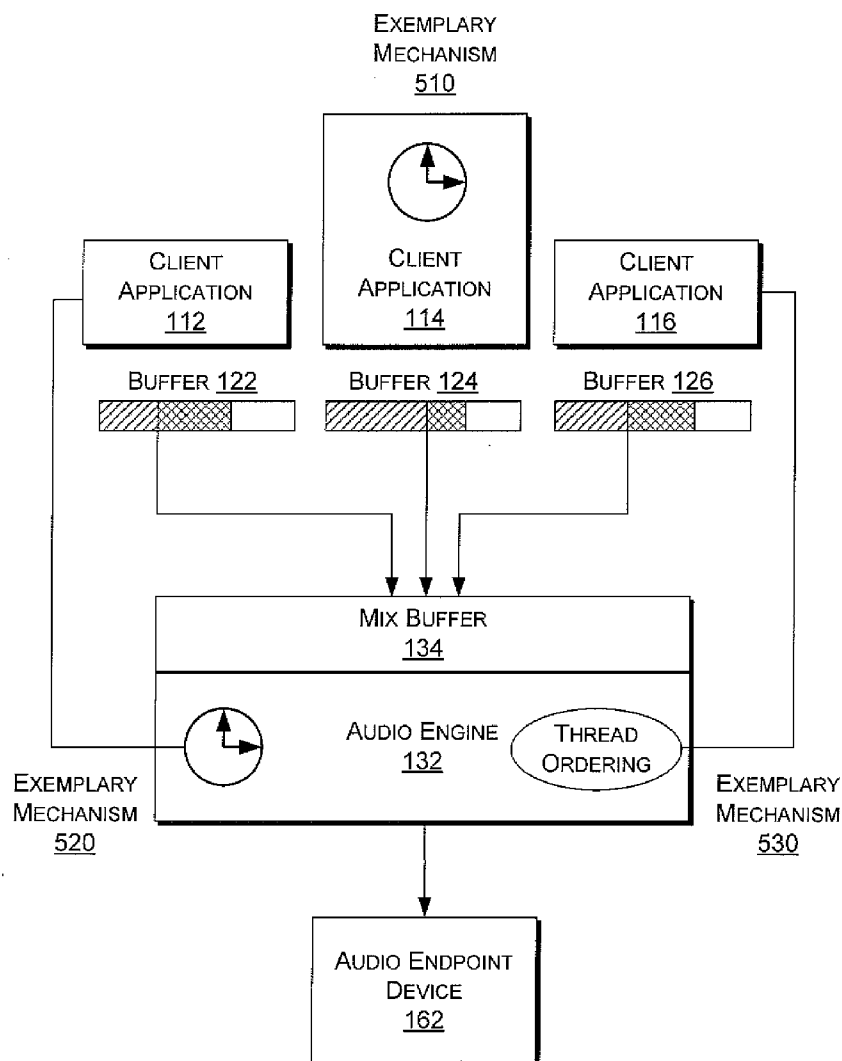 EXEMPLARY
MECHANISM
510
CLIENT
APPLICATION
112
CLIENT
APPLICATION
114
CLIENT
APPLICATION
116
BUFFER 122
BUFFER 124
BUFFER 126
MIX BUFFER
134
AUDIO ENGINE
132
THREAD
ORDERING
EXEMPLARY
MECHANISM
520
EXEMPLARY
MECHANISM
530
AUDIO ENDPOINT
DEVICE
162